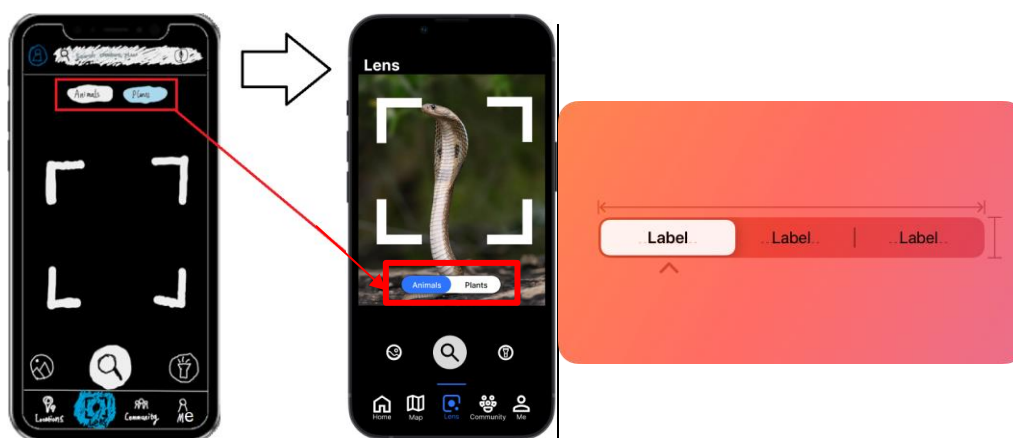 Animals Plans
Locations Community Me
Lens
Animals Plants
Home Map Lens Community Me
Label Label Label